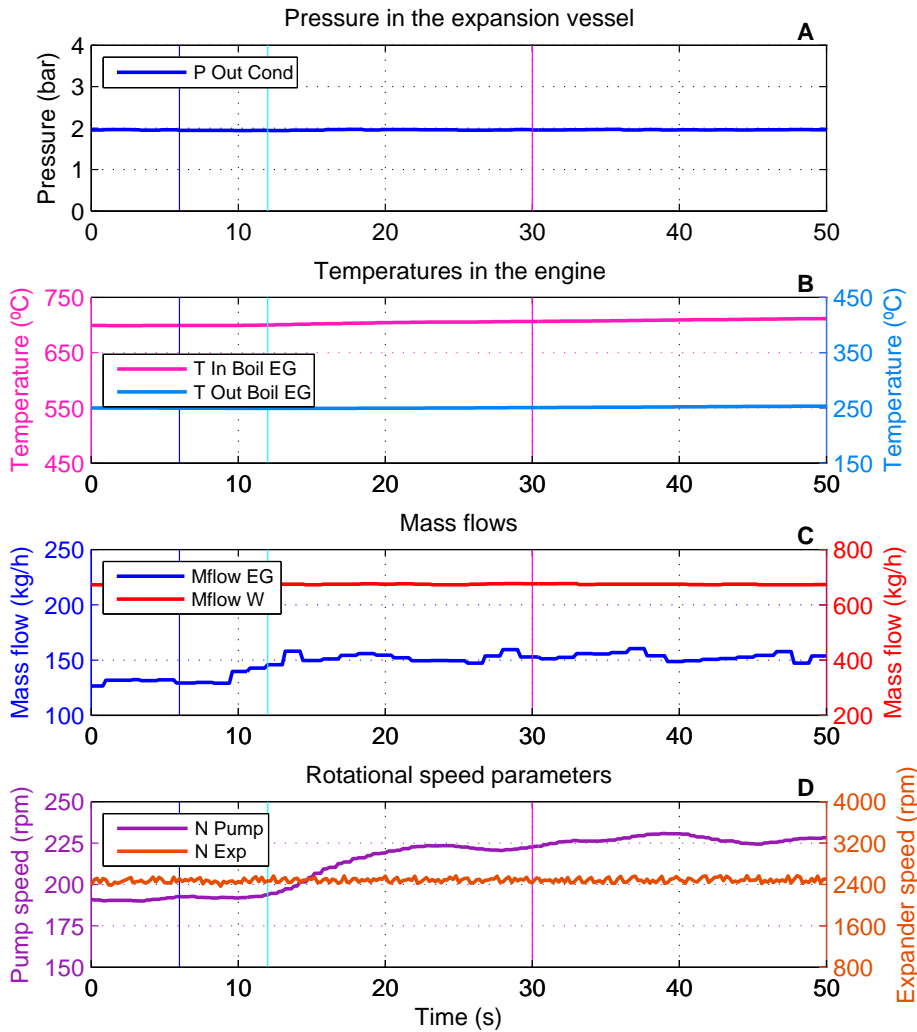 Pressure in the expansion vessel
A
Pressure (bar)
4
3
2
1
0
P Out Cond
0 10 20 30 40 50
Temperatures in the engine
B
Temperature (ºC)
750
650
550
450
T In Boil EG
T Out Boil EG
450
350
250
150
Temperature (ºC)
0 10 20 30 40 50
Mass flows
C
Mass flow (kg/h)
250
200
150
100
Mflow EG
Mflow W
800
600
400
200
Mass flow (kg/h)
0 10 20 30 40 50
Rotational speed parameters
D
Pump speed (rpm)
250
225
200
175
150
N Pump
N Exp
4000
3200
2400
1600
800
Expander speed (rpm)
0 10 20 30 40 50
Time (s)